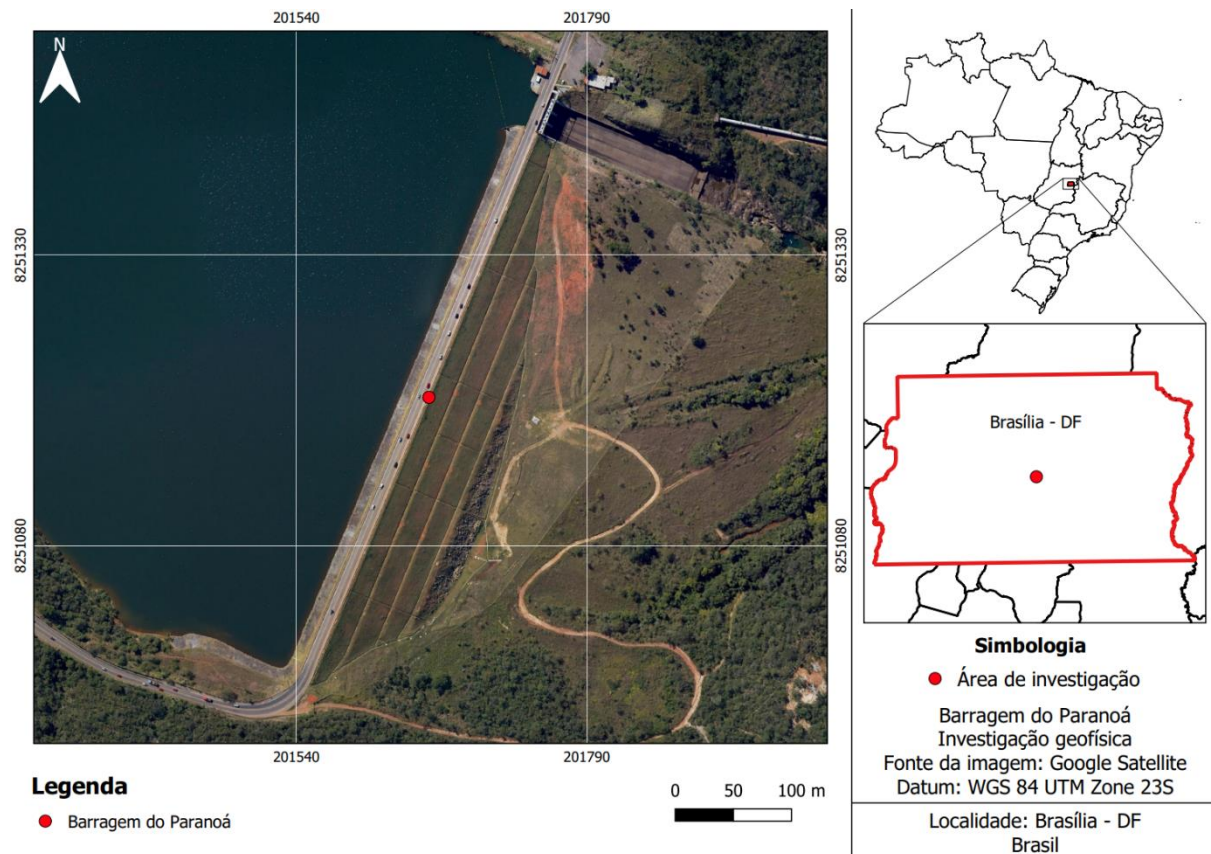 201540
201790
N
8251330
8251330
8251080
8251080
201540
201790
Legenda
Barragem do Paranoá
0 50 100 m
Brasília - DF
Simbologia
Área de investigação
Barragem do Paranoá
Investigação geofísica
Fonte da imagem: Google Satellite
Datum: WGS 84 UTM Zone 23S
Localidade: Brasília - DF
Brasil